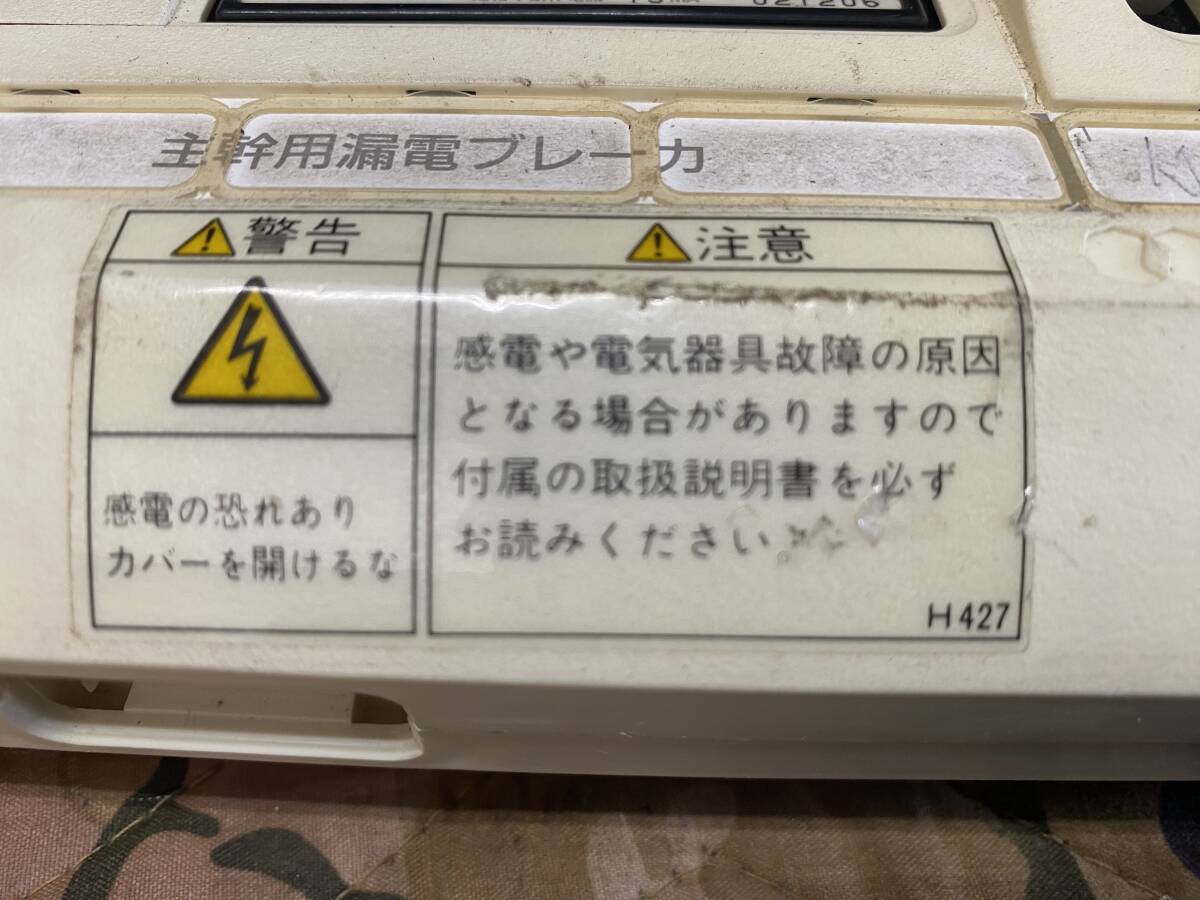 021206
主幹用漏電ブレーカ
警告
感電の恐れあり
カバーを開けるな
注意
感電や電気器具故障の原因
となる場合がありますので
付属の取扱説明書を必ず
お読みください。
H427